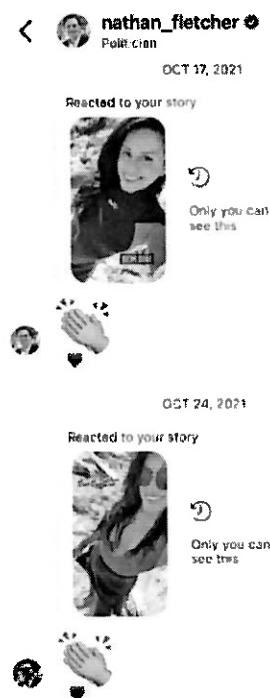 nathan_fletcher
Politician
OCT 17, 2021
Reacted to your story
Only you can
see this
OCT 24, 2021
Reacted to your story
Only you can
see this